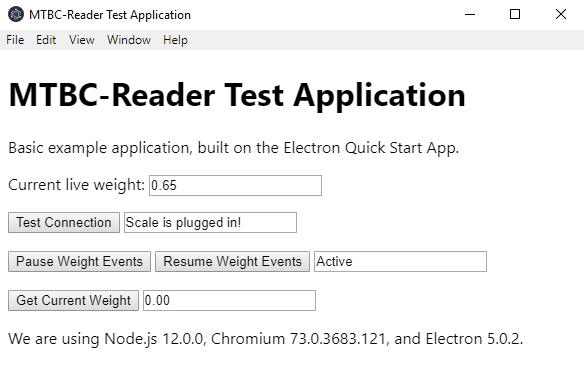 MTBC-Reader Test Application
File Edit View Window Help
MTBC-Reader Test Application
Basic example application, built on the Electron Quick Start App.
Current live weight: 0.65
Test Connection Scale is plugged in!
Pause Weight Events Resume Weight Events Active
Get Current Weight 0.00
We are using Node.js 12.0.0, Chromium 73.0.3683.121, and Electron 5.0.2.